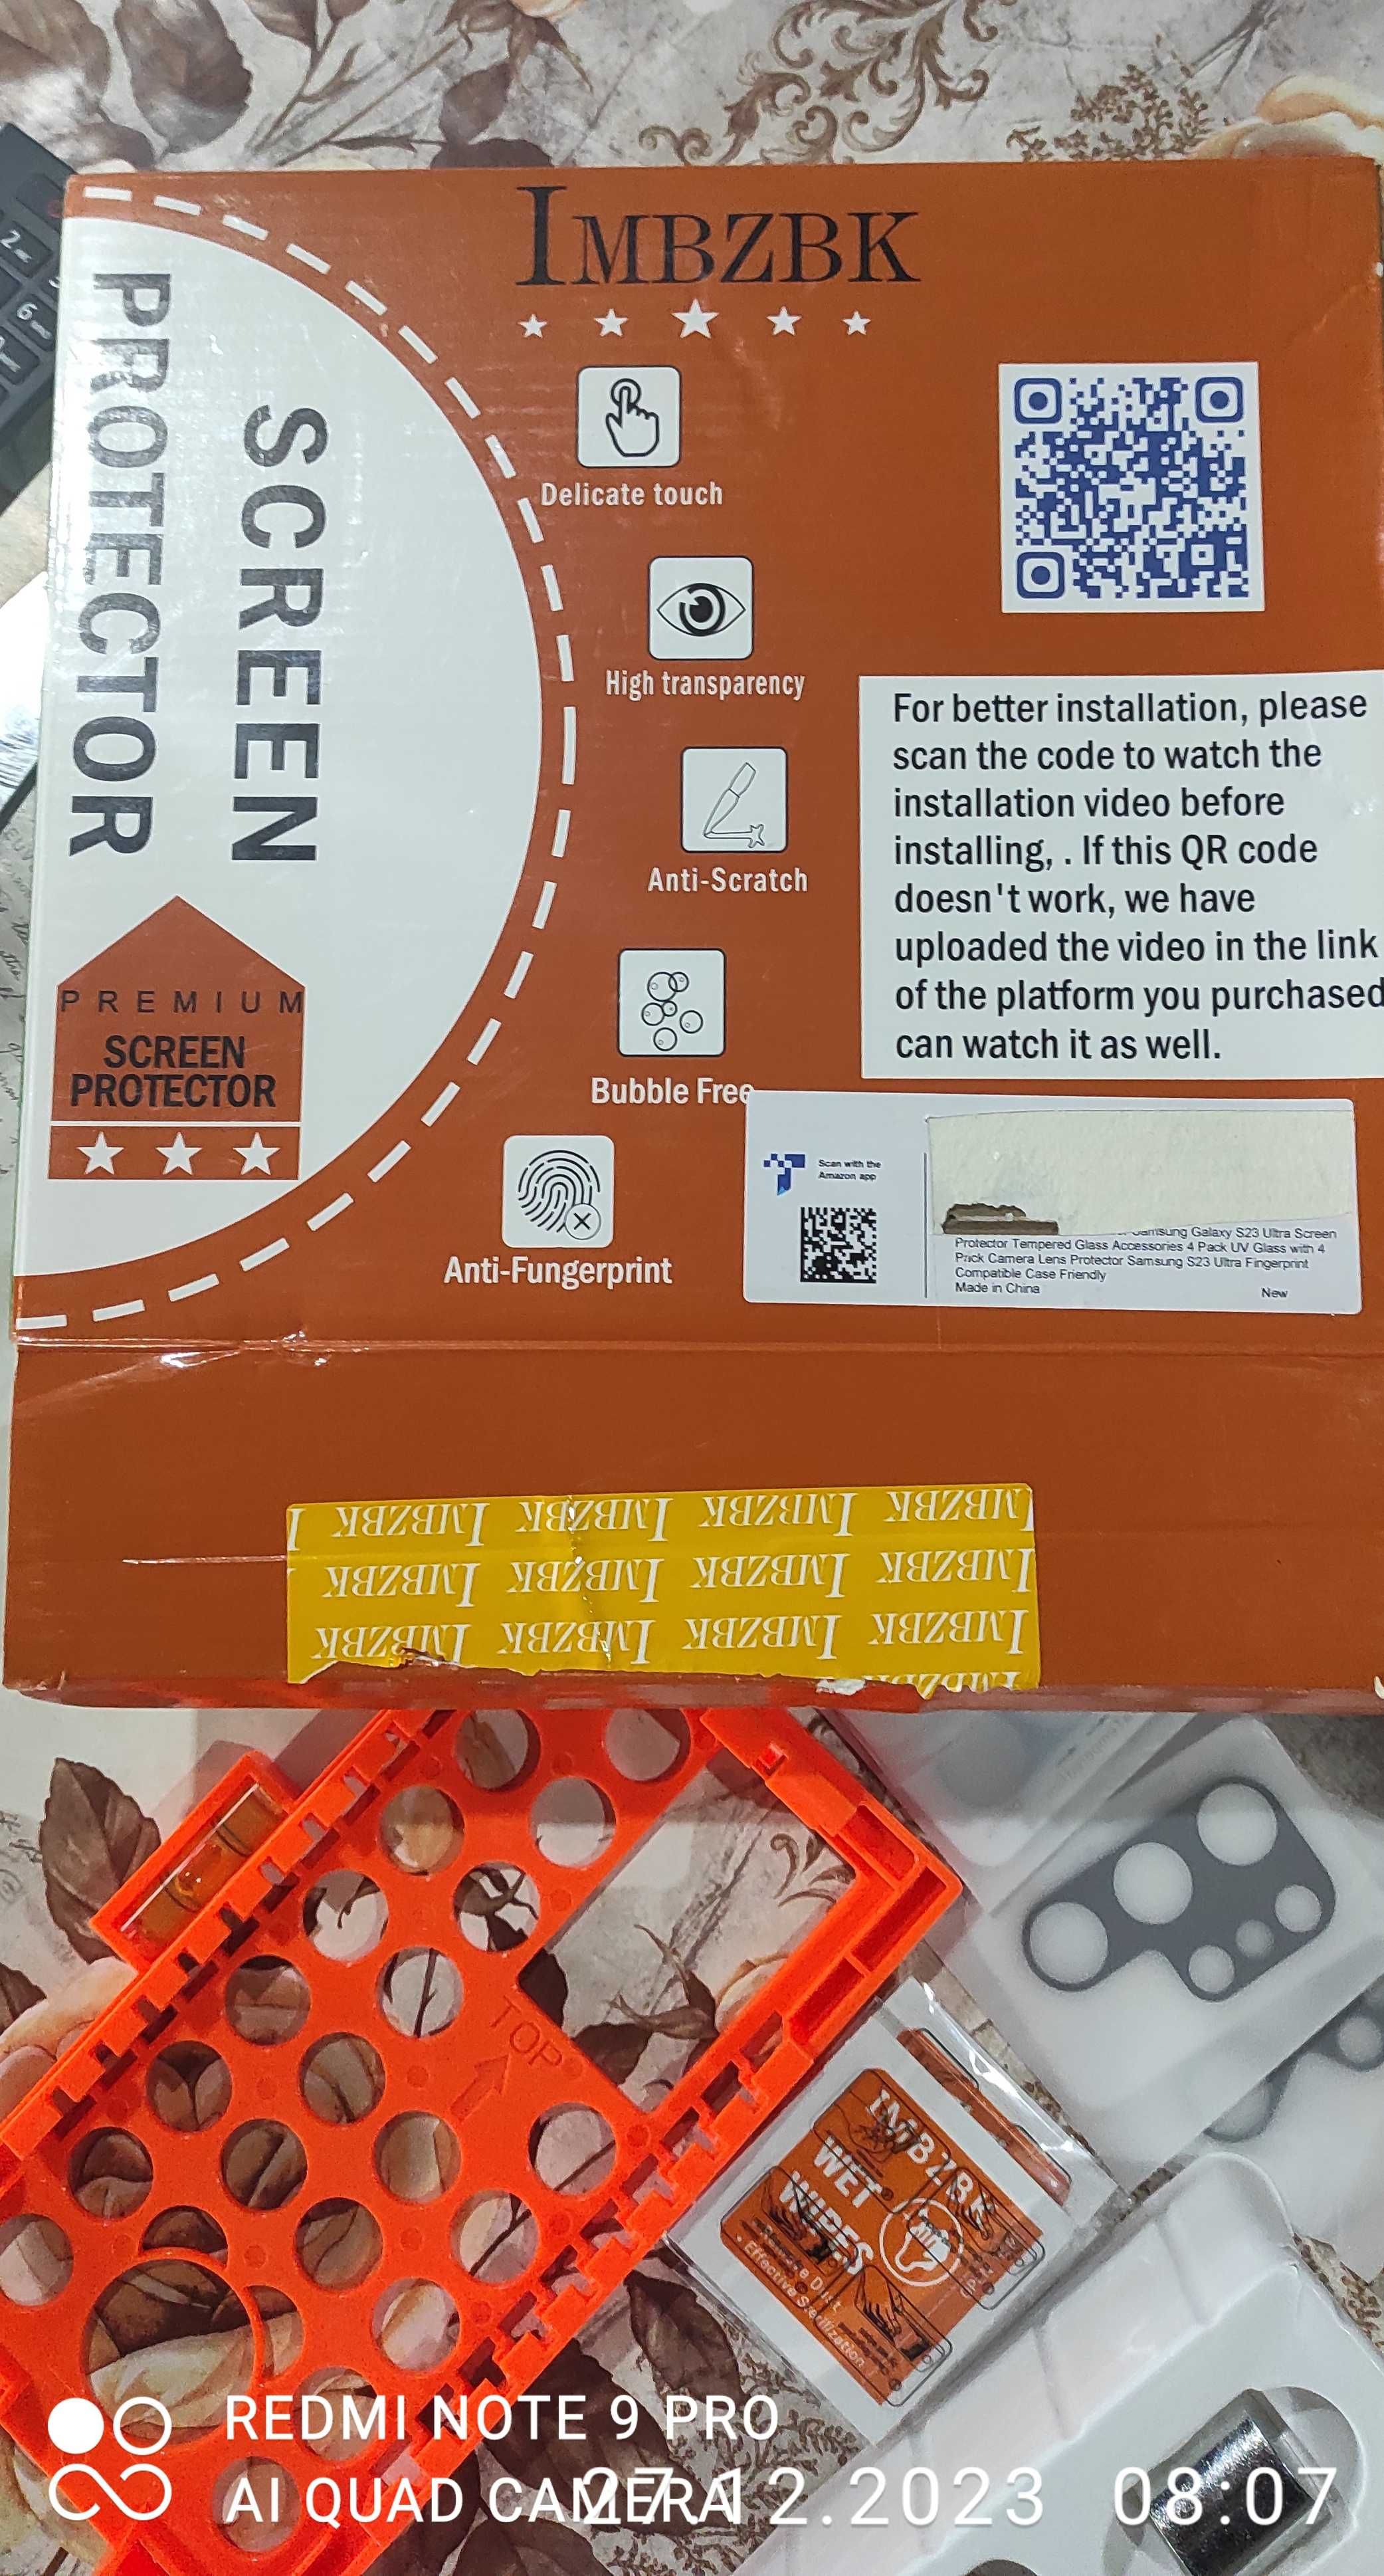 IMBZBK
SCREEN
PROTECTOR
PREMIUM
SCREEN
PROTECTOR
Delicate touch
High transparency
Anti-Scratch
Bubble Free
Anti-Fungerprint
For better installation, please
scan the code to watch the
installation video before
installing, . If this QR code
doesn't work, we have
uploaded the video in the link
of the platform you purchased
can watch it as well.
Scan with the
Amazon app
Samsung Galaxy S23 Ultra Screen
Protector Tempered Glass Accessories 4 Pack UV Glass with 4
Prick Camera Lens Protector Samsung S23 Ultra Fingerprint
Compatible Case Friendly
Made in China
New
IMBZBK IMBZBK IMBZBK IMBZBK
IMBZBK IMBZBK IMBZBK IMBZBK
IMBZBK IMBZBK IMBZBK IMBZBK
TOP
IMBZBK
WET
WIPES
Effective Sterilization
REDMI NOTE 9 PRO
AI QUAD CAMERA
27.12.2023 08:07